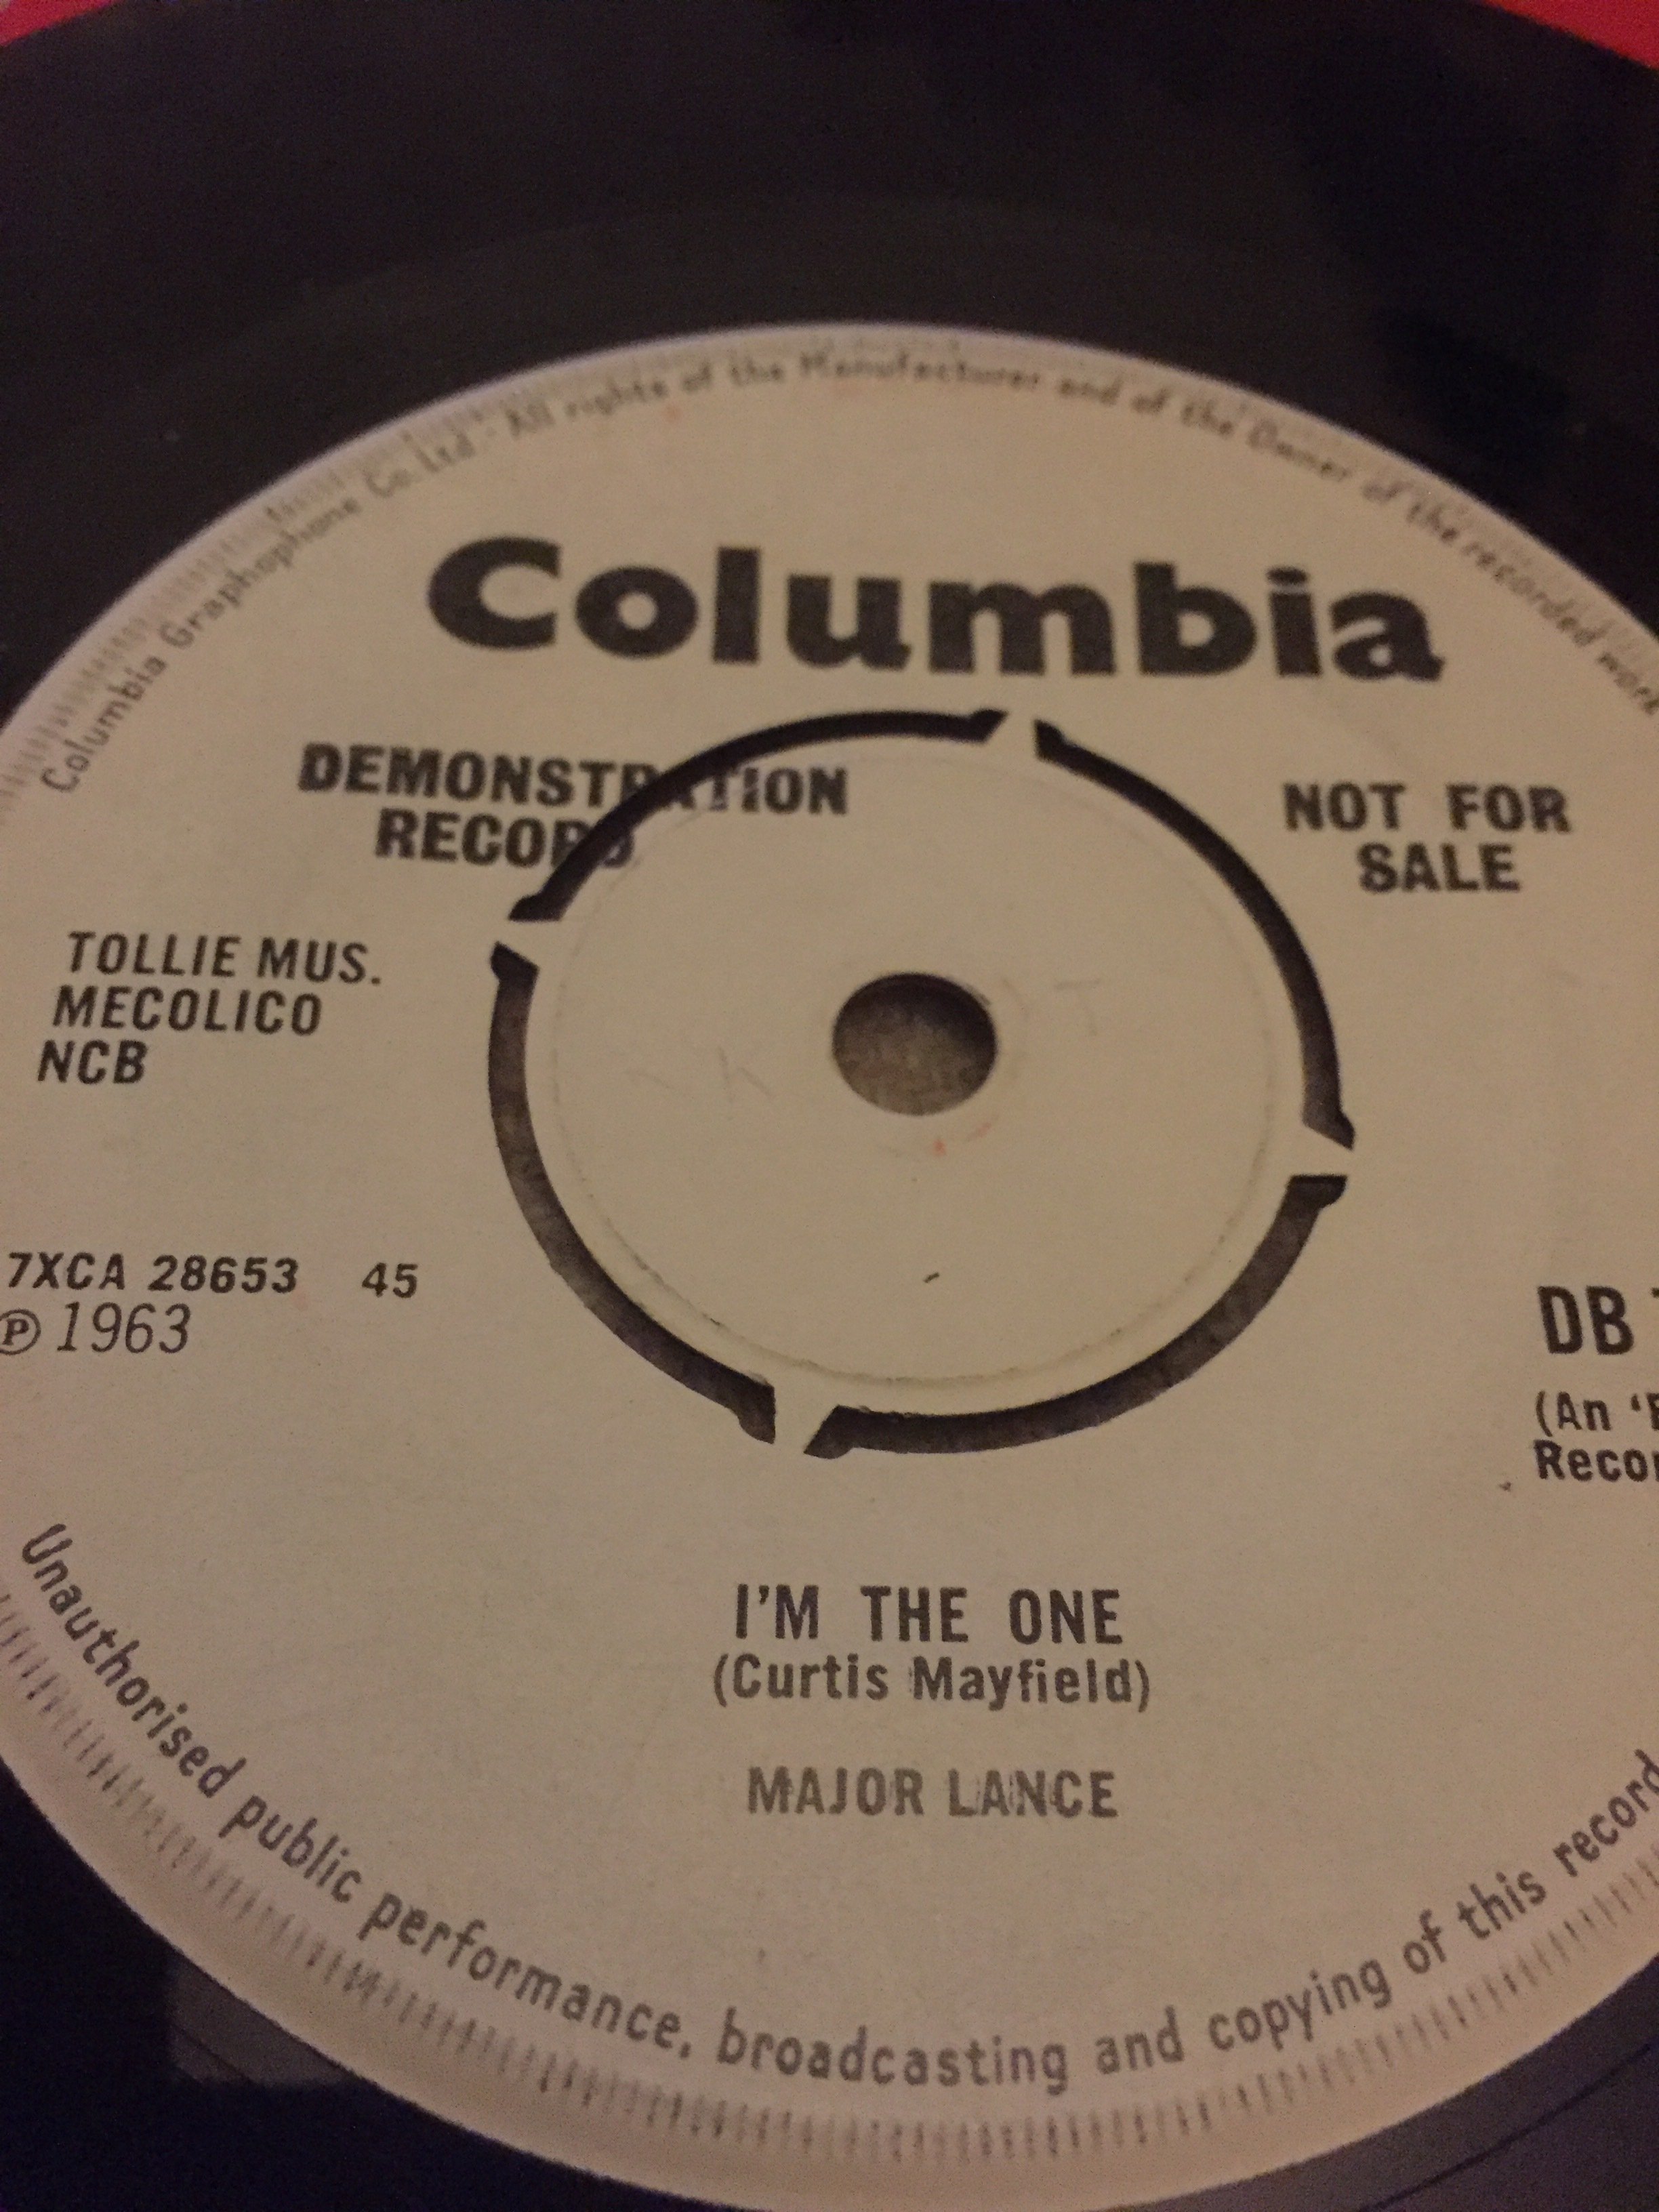 Columbia Graphophone Co. Ltd · All rights of the Manufacturer and of the Owner of the recorded work
Columbia
DEMONSTRATION
RECORD
NOT FOR
SALE
TOLLIE MUS.
MECOLICO
NCB
7XCA 28653 45
℗ 1963
DB
(An
Recor
I'M THE ONE
(Curtis Mayfield)
MAJOR LANCE
Unauthorised public performance, broadcasting and copying of this record